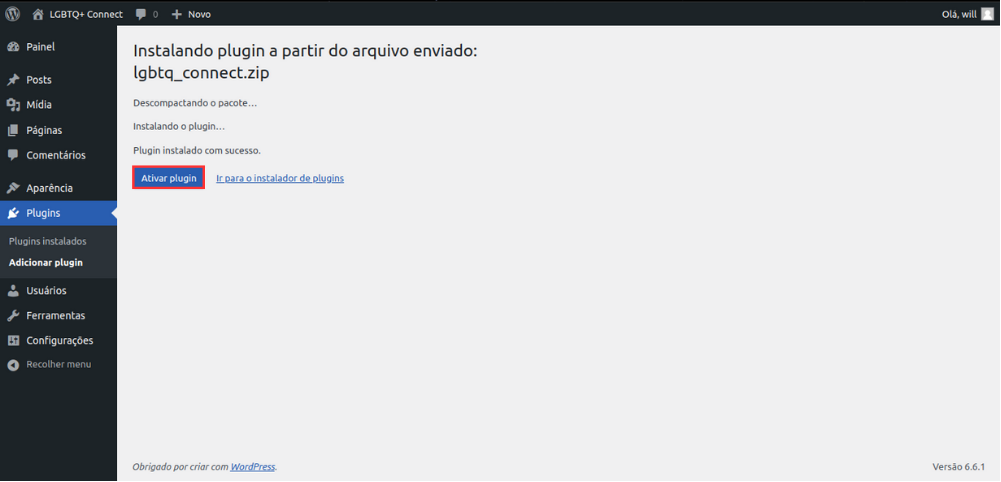 LGBTQ+ Connect 0 Novo Olá, will
Painel
Posts
Mídia
Páginas
Comentários
Aparência
Plugins
Plugins instalados
Adicionar plugin
Usuários
Ferramentas
Configurações
Recolher menu
Instalando plugin a partir do arquivo enviado:
lgbtq_connect.zip
Descompactando o pacote…
Instalando o plugin…
Plugin instalado com sucesso.
Ativar plugin Ir para o instalador de plugins
Obrigado por criar com WordPress. Versão 6.6.1